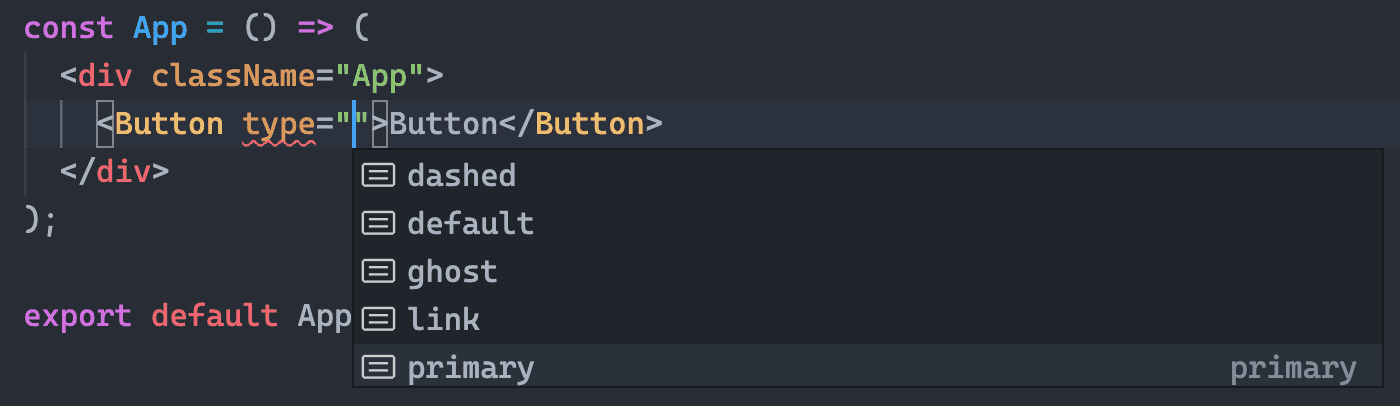 const App = () => (
<div className="App">
<Button type="">Button</Button>
</div>
);
export default App
dashed
default
ghost
link
primary primary